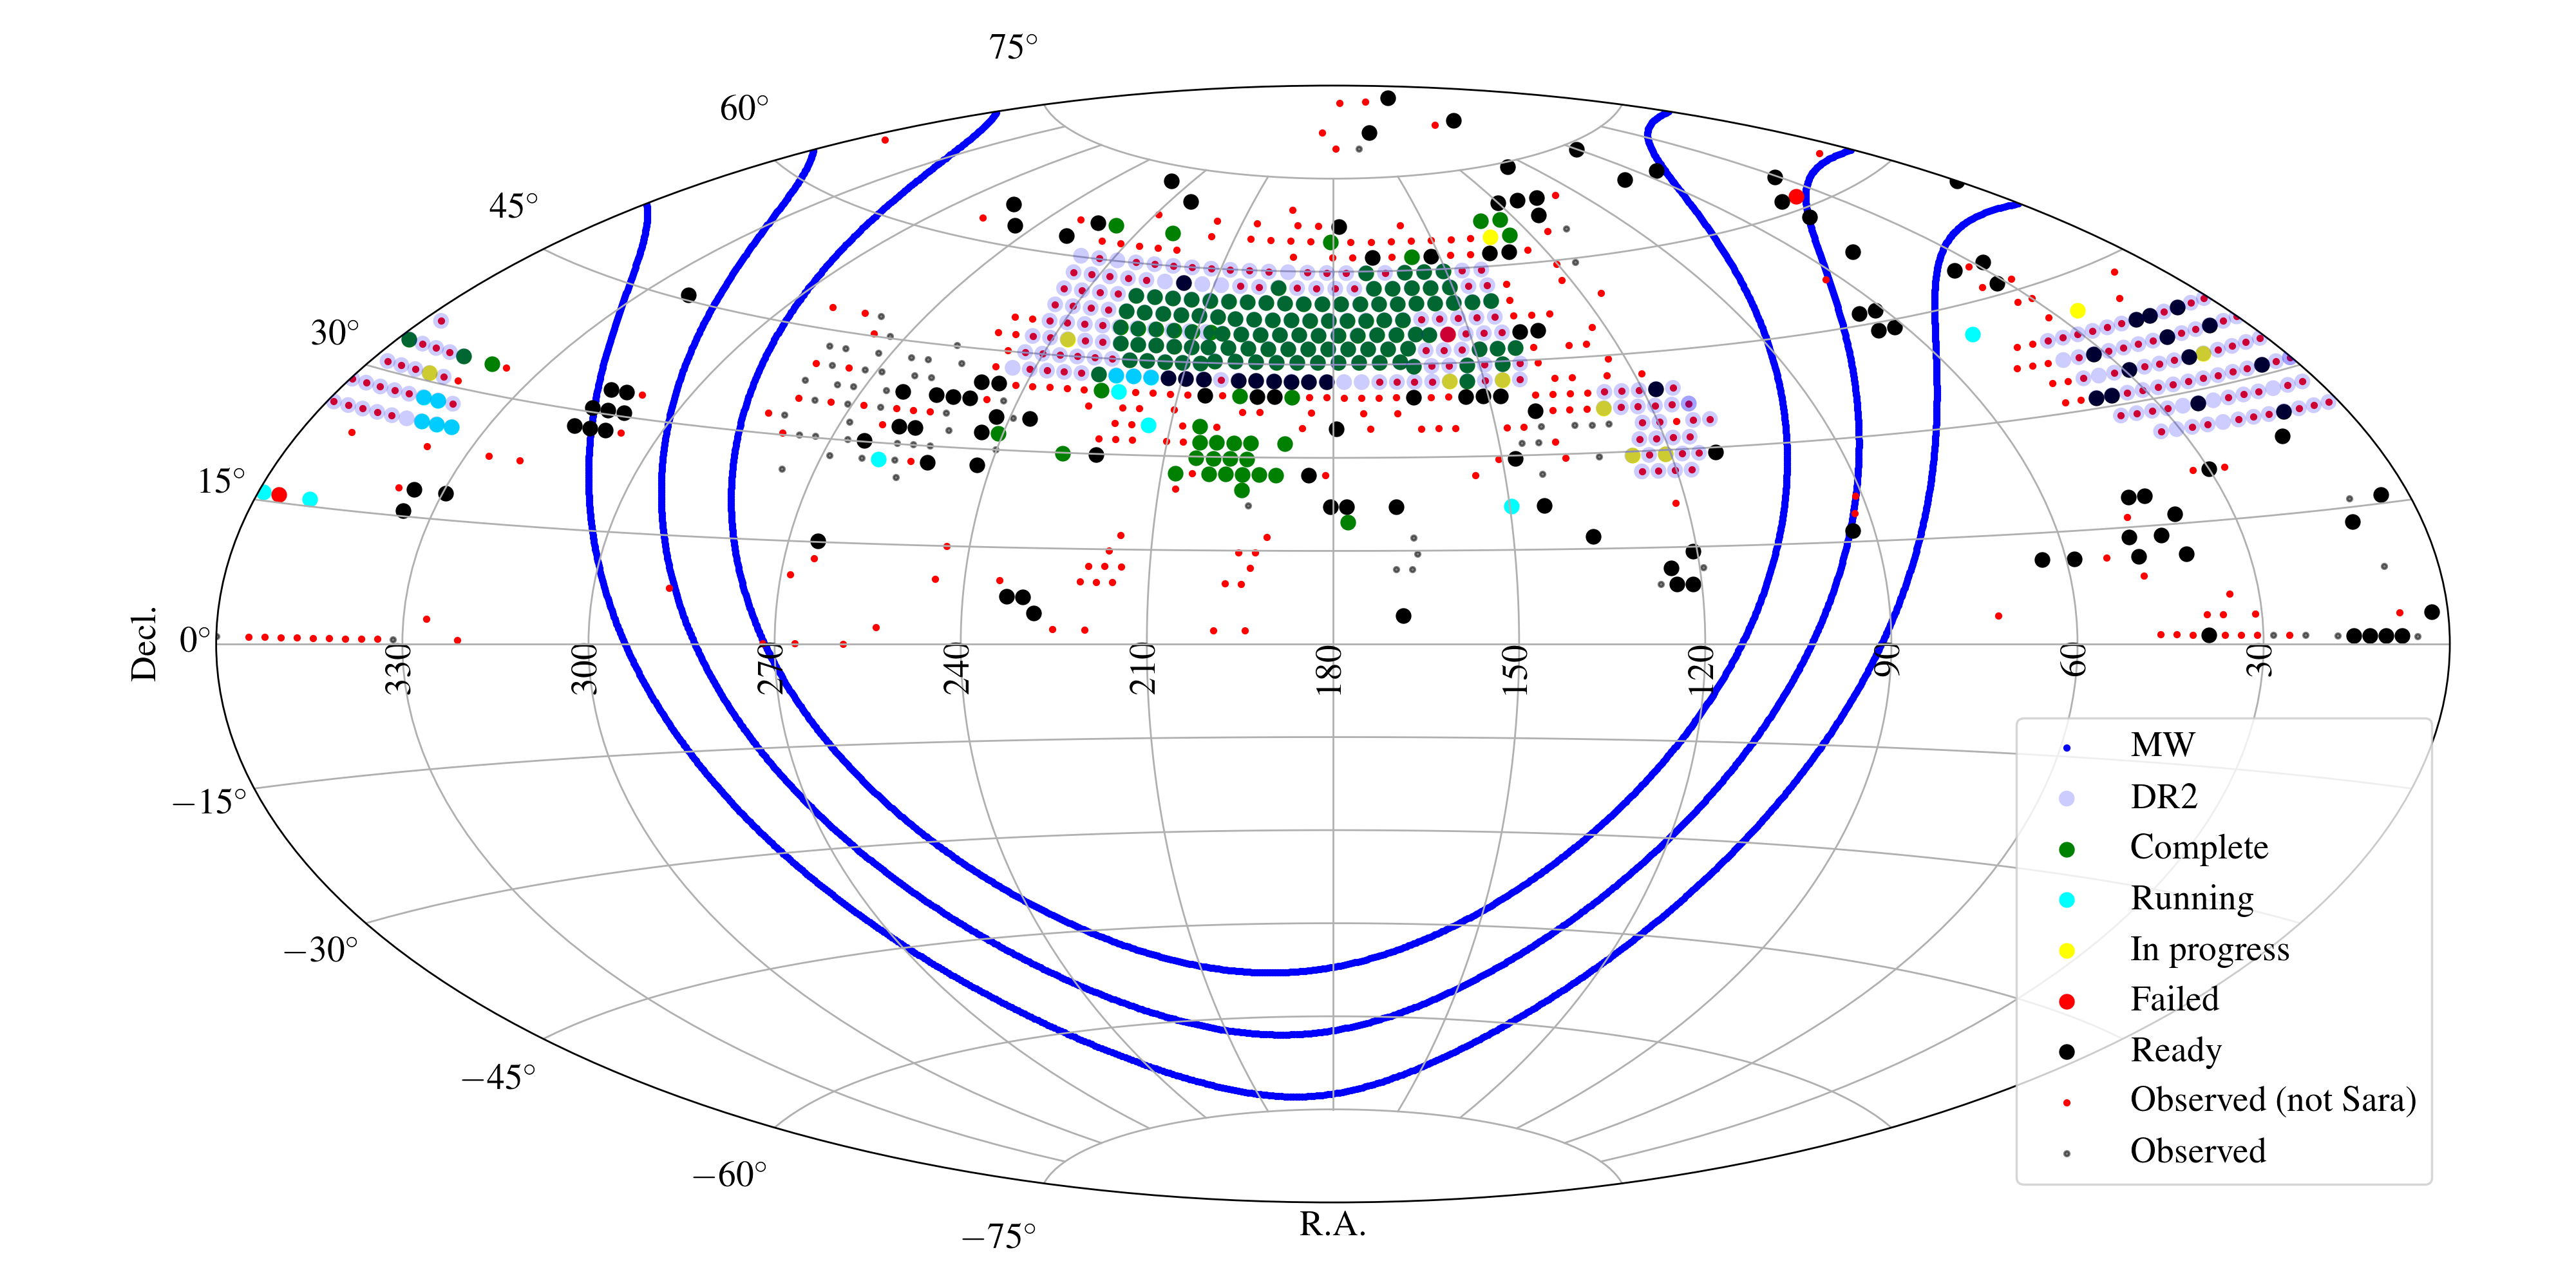 75°
60°
45°
30°
15°
0°
−15°
−30°
−45°
−60°
−75°
Decl.
330 300 270 240 210 180 150 120 90 60 30
R.A.
MW
DR2
Complete
Running
In progress
Failed
Ready
Observed (not Sara)
Observed